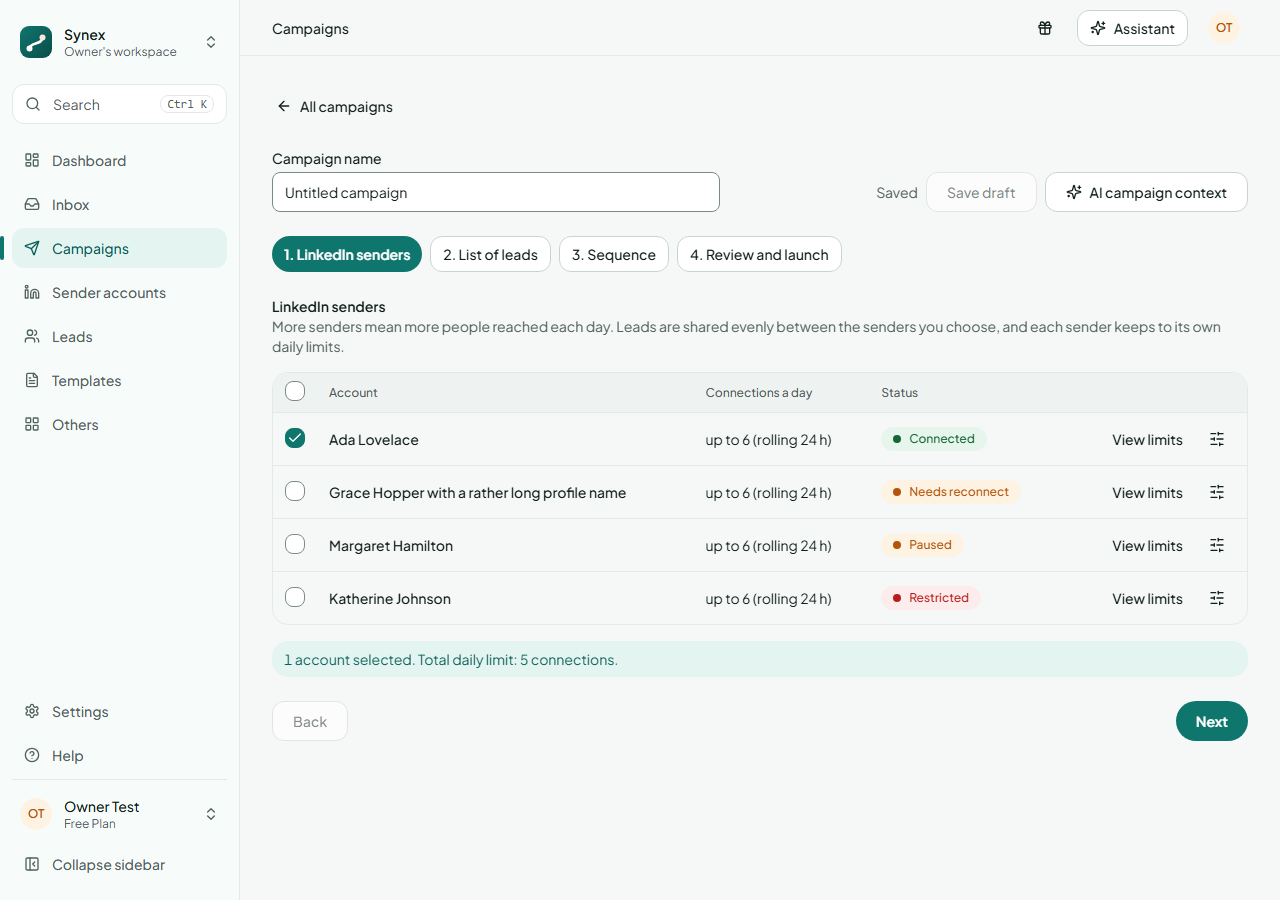 Synex
Owner's workspace
Search
Ctrl K
Dashboard
Inbox
Campaigns
Sender accounts
Leads
Templates
Others
Settings
Help
OT
Owner Test
Free Plan
Collapse sidebar
Campaigns
Assistant
OT
All campaigns
Campaign name
Untitled campaign
Saved
Save draft
AI campaign context
1. LinkedIn senders
2. List of leads
3. Sequence
4. Review and launch
LinkedIn senders
More senders mean more people reached each day. Leads are shared evenly between the senders you choose, and each sender keeps to its own
daily limits.
Account Connections a day Status
Ada Lovelace up to 6 (rolling 24 h) Connected View limits
Grace Hopper with a rather long profile name up to 6 (rolling 24 h) Needs reconnect View limits
Margaret Hamilton up to 6 (rolling 24 h) Paused View limits
Katherine Johnson up to 6 (rolling 24 h) Restricted View limits
1 account selected. Total daily limit: 5 connections.
Back
Next